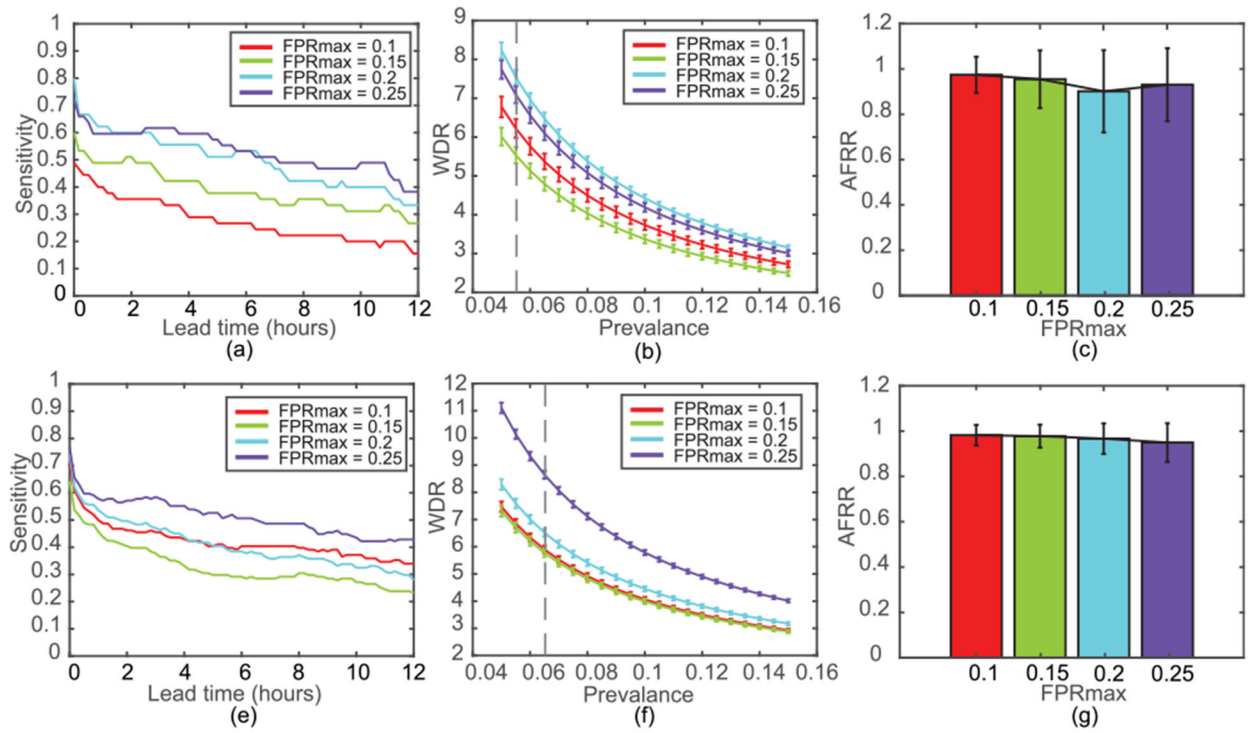 1
0.9
0.8
0.7
0.6
0.5
0.4
0.3
0.2
0.1
0
Sensitivity
FPRmax = 0.1
FPRmax = 0.15
FPRmax = 0.2
FPRmax = 0.25
0 2 4 6 8 10 12
Lead time (hours)
(a)
9
8
7
6
5
4
3
2
WDR
FPRmax = 0.1
FPRmax = 0.15
FPRmax = 0.2
FPRmax = 0.25
0.04 0.06 0.08 0.1 0.12 0.14 0.16
Prevalance
(b)
1.2
1
0.8
0.6
0.4
0.2
0
AFRR
0.1 0.15 0.2 0.25
FPRmax
(c)
1
0.9
0.8
0.7
0.6
0.5
0.4
0.3
0.2
0.1
0
Sensitivity
FPRmax = 0.1
FPRmax = 0.15
FPRmax = 0.2
FPRmax = 0.25
0 2 4 6 8 10 12
Lead time (hours)
(e)
12
11
10
9
8
7
6
5
4
3
2
WDR
FPRmax = 0.1
FPRmax = 0.15
FPRmax = 0.2
FPRmax = 0.25
0.04 0.06 0.08 0.1 0.12 0.14 0.16
Prevalance
(f)
1.2
1
0.8
0.6
0.4
0.2
0
AFRR
0.1 0.15 0.2 0.25
FPRmax
(g)